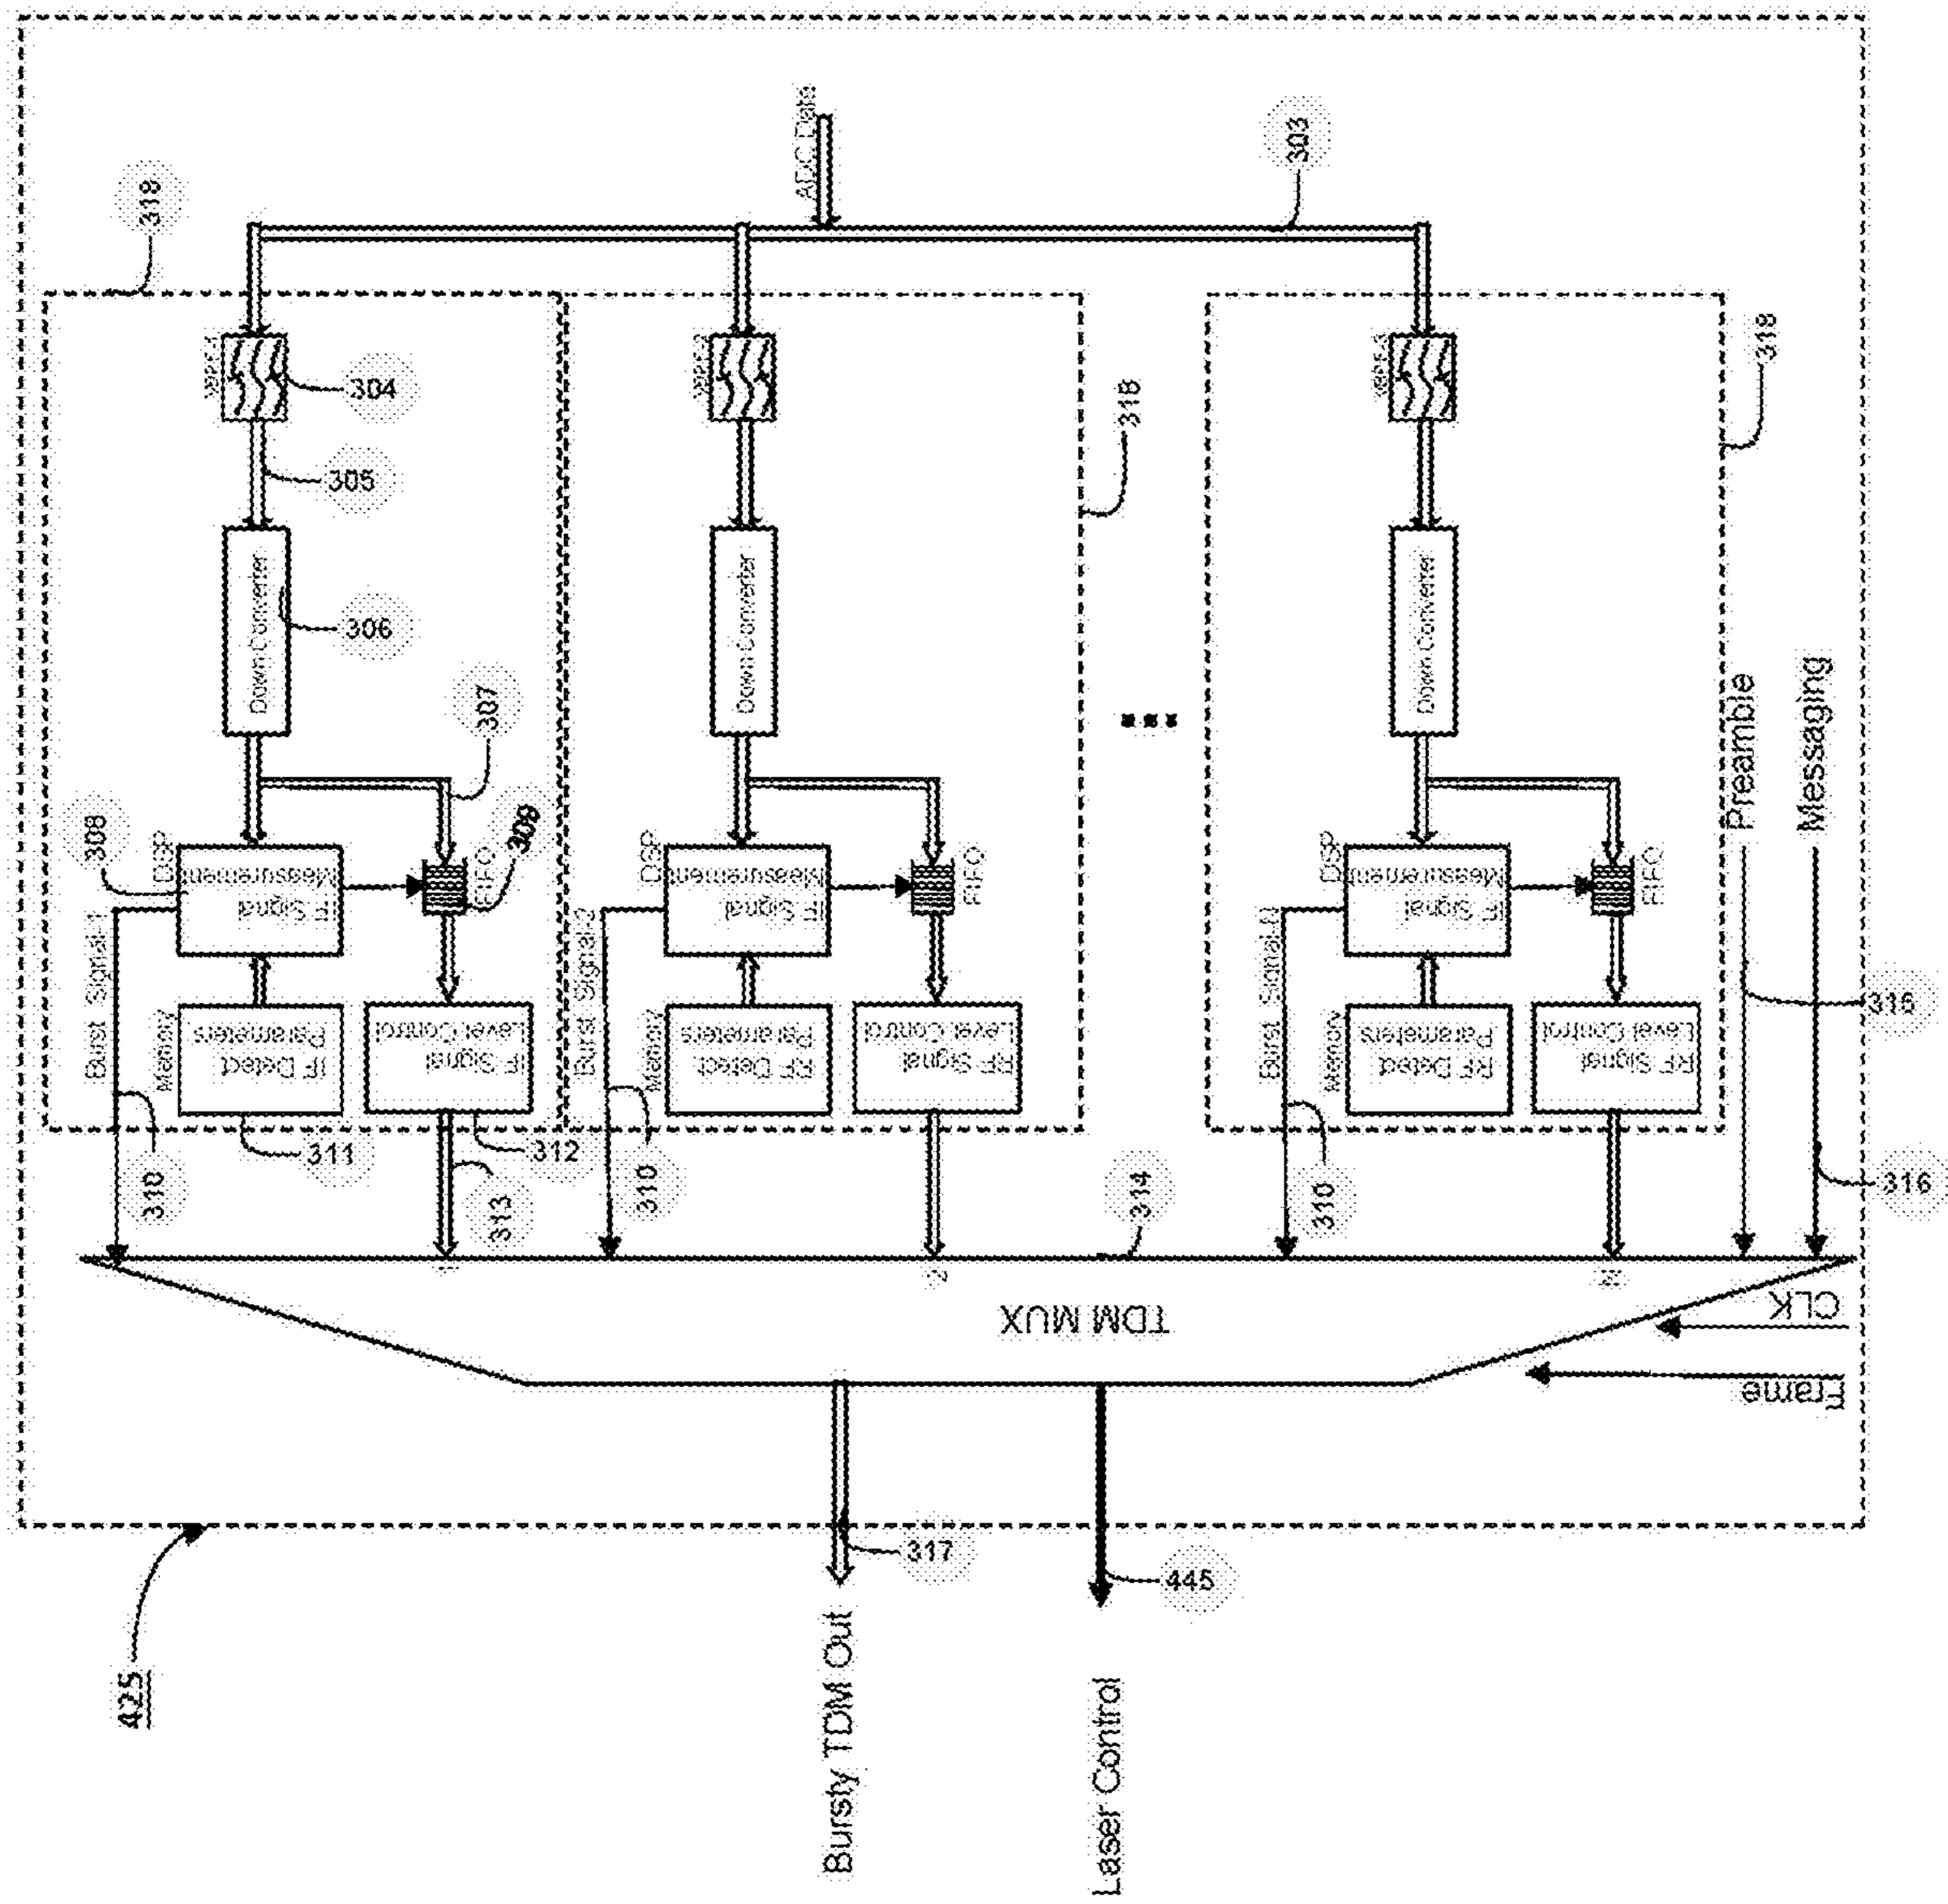 ADC Data
303
318
304
305
Down Converter
306
307
308
DSP
IF Signal
Measurement
309
FIFO
Burst Signal-1
310
Memory
IF Detect
Parameters
311
IF Signal
Level Control
312
313
1
318
Down Converter
DSP
IF Signal
Measurement
FIFO
Burst Signal-2
310
Memory
RF Detect
Parameters
RF Signal
Level Control
2
...
318
Down Converter
DSP
IF Signal
Measurement
FIFO
Burst Signal-N
310
Memory
RF Detect
Parameters
RF Signal
Level Control
N
Preamble
315
Messaging
316
314
TDM MUX
CLK
Frame
317
Bursty TDM Out
445
Laser Control
425